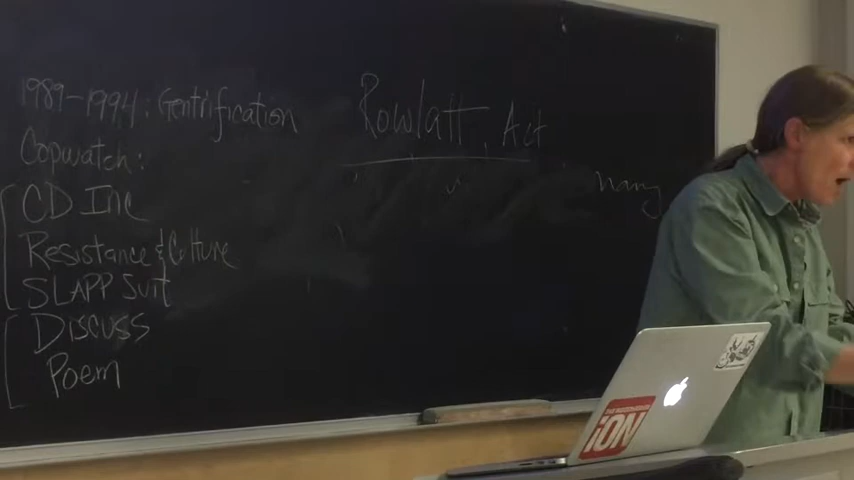 1989-1994: Gentrification
Copwatch:
CD Inc
Resistance & Culture
SLAPP Suit
Discuss
Poem
Rowlatt Act
many
iON